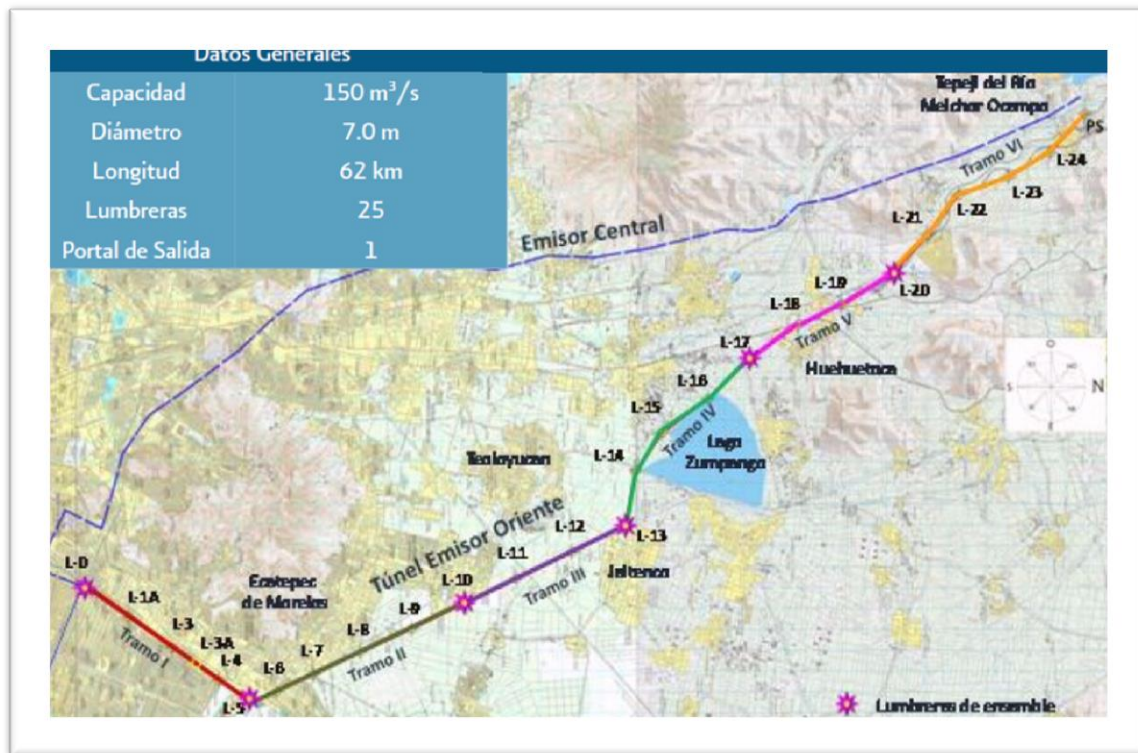 Datos Generales
Capacidad 150 m³/s
Diámetro 7.0 m
Longitud 62 km
Lumbreras 25
Portal de Salida 1
Tepeji del Río
Melchor Ocampo
PS
L-24
Tramo VI
L-23
L-22
L-21
Emisor Central
L-20
L-19
L-18
Tramo V
L-17
Huehuetoca
N
L-16
L-15
Tramo IV
Lago
Zumpango
L-14
Teoloyucan
L-13
L-12
Túnel Emisor Oriente
L-11
Tramo III
Jaltenco
L-10
L-0
Ecatepec
de Morelos
L-1A
L-9
L-3
L-8
L-3A
Tramo I
L-4
L-7
Tramo II
L-6
L-5
Lumbreras de ensamble